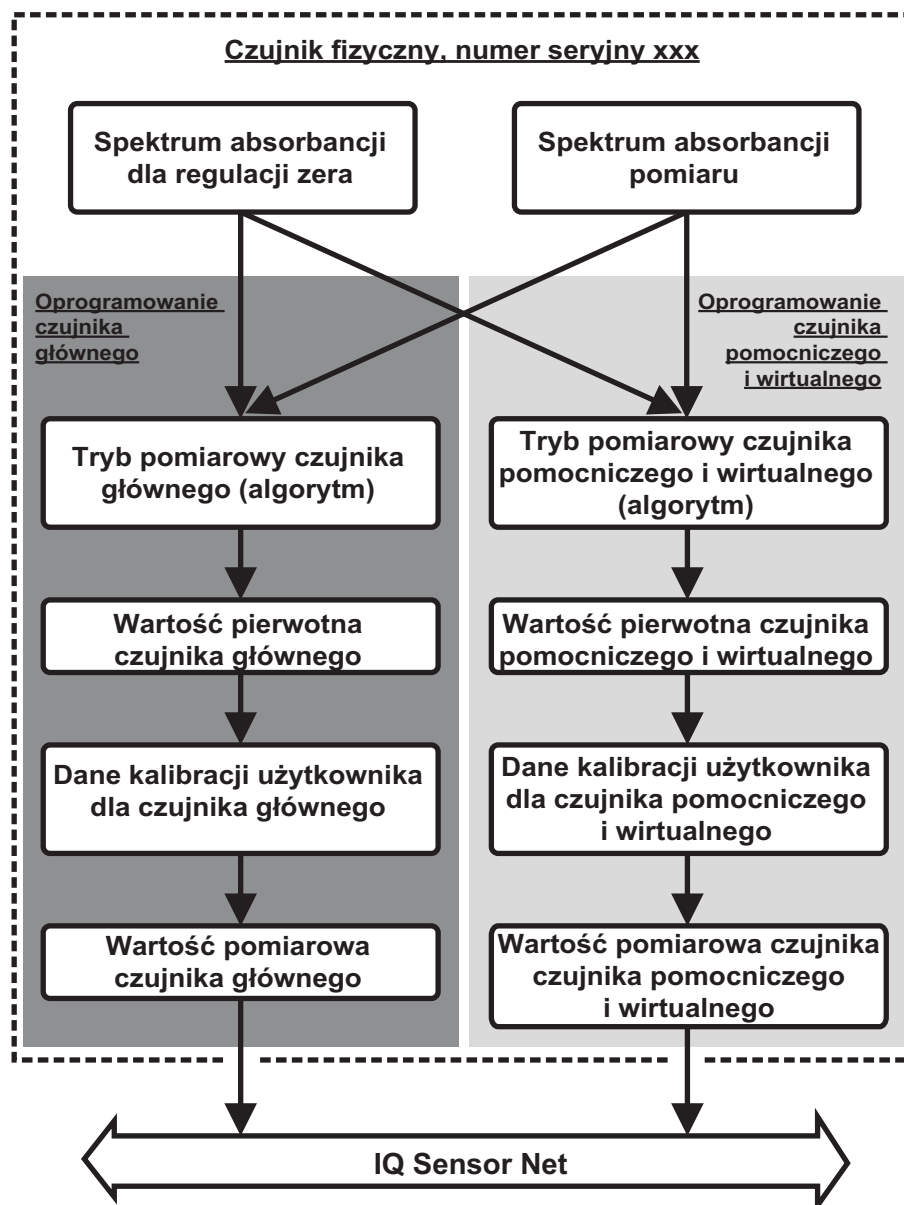 Czujnik fizyczny, numer seryjny xxx
Spektrum absorbancji
dla regulacji zera
Spektrum absorbancji
pomiaru
Oprogramowanie
czujnika
głównego
Oprogramowanie
czujnika
pomocniczego
i wirtualnego
Tryb pomiarowy czujnika
głównego (algorytm)
Tryb pomiarowy czujnika
pomocniczego i wirtualnego
(algorytm)
Wartość pierwotna
czujnika głównego
Wartość pierwotna czujnika
pomocniczego i wirtualnego
Dane kalibracji użytkownika
dla czujnika głównego
Dane kalibracji użytkownika
dla czujnika pomocniczego
i wirtualnego
Wartość pomiarowa
czujnika głównego
Wartość pomiarowa czujnika
czujnika pomocniczego
i wirtualnego
IQ Sensor Net